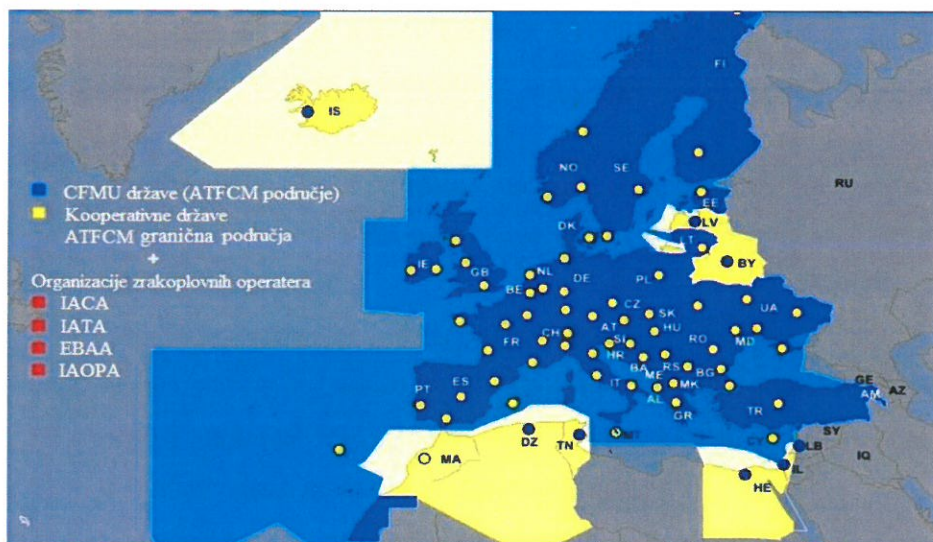 FI
IS
RU
NO
SE
CFMU države (ATFCM područje)
Kooperativne države
ATFCM granična područja
+
Organizacije zrakoplovnih operatera
IACA
IATA
EBAA
IAOPA
EE
DK
LV
LT
BY
IE
GB
NL
BE
DE
PL
CZ
UA
SK
FR
CH
AT
HU
MD
SI
RO
HR
BA
RS
ME
BG
IT
MK
AL
PT
ES
GR
TR
GE
AM
AZ
CY
SY
LB
IL
IQ
MA
DZ
TN
MT
HE